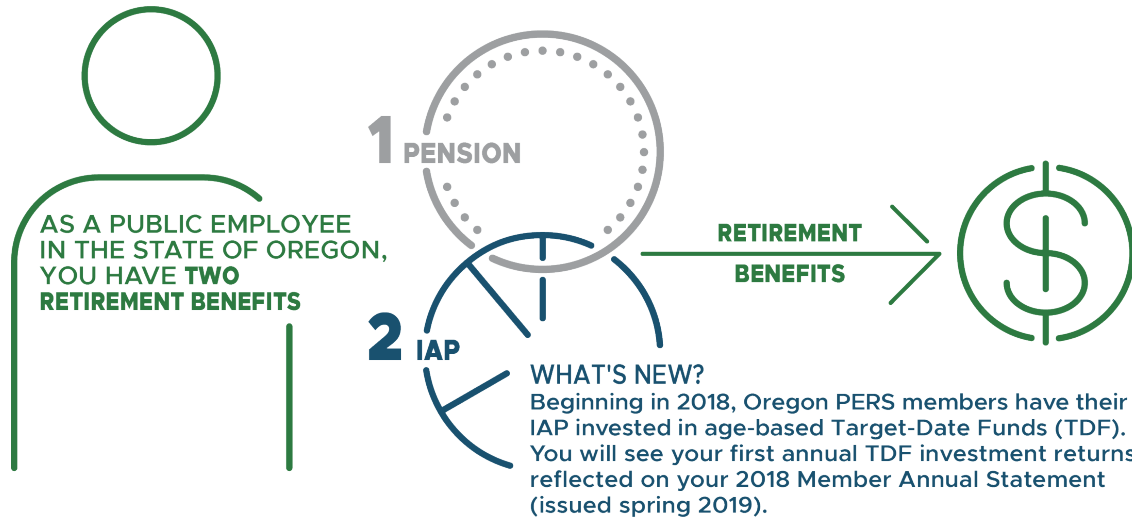 AS A PUBLIC EMPLOYEE
IN THE STATE OF OREGON,
YOU HAVE TWO
RETIREMENT BENEFITS
1 PENSION
2 IAP
RETIREMENT
BENEFITS
$
WHAT'S NEW?
Beginning in 2018, Oregon PERS members have their
IAP invested in age-based Target-Date Funds (TDF).
You will see your first annual TDF investment returns
reflected on your 2018 Member Annual Statement
(issued spring 2019).